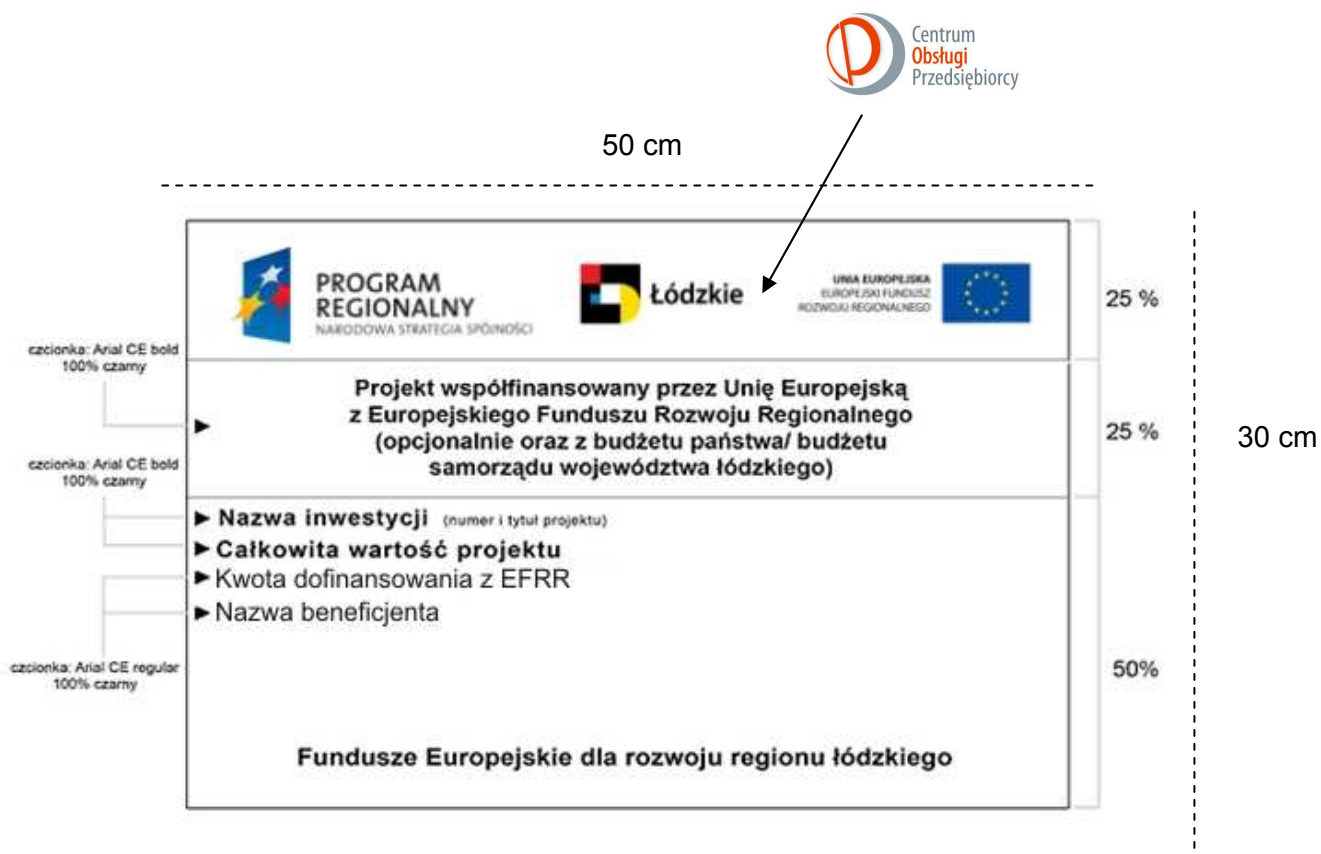 Centrum
Obsługi
Przedsiębiorcy
50 cm
PROGRAM
REGIONALNY
NARODOWA STRATEGIA SPÓJNOŚCI
Łódzkie
UNIA EUROPEJSKA
EUROPEJSKI FUNDUSZ
ROZWOJU REGIONALNEGO
25 %
czcionka: Arial CE bold
100% czarny
Projekt współfinansowany przez Unię Europejską
z Europejskiego Funduszu Rozwoju Regionalnego
(opcjonalnie oraz z budżetu państwa/ budżetu
samorządu województwa łódzkiego)
25 %
30 cm
czcionka: Arial CE bold
100% czarny
Nazwa inwestycji (numer i tytuł projektu)
Całkowita wartość projektu
Kwota dofinansowania z EFRR
Nazwa beneficjenta
czcionka: Arial CE regular
100% czarny
50%
Fundusze Europejskie dla rozwoju regionu łódzkiego